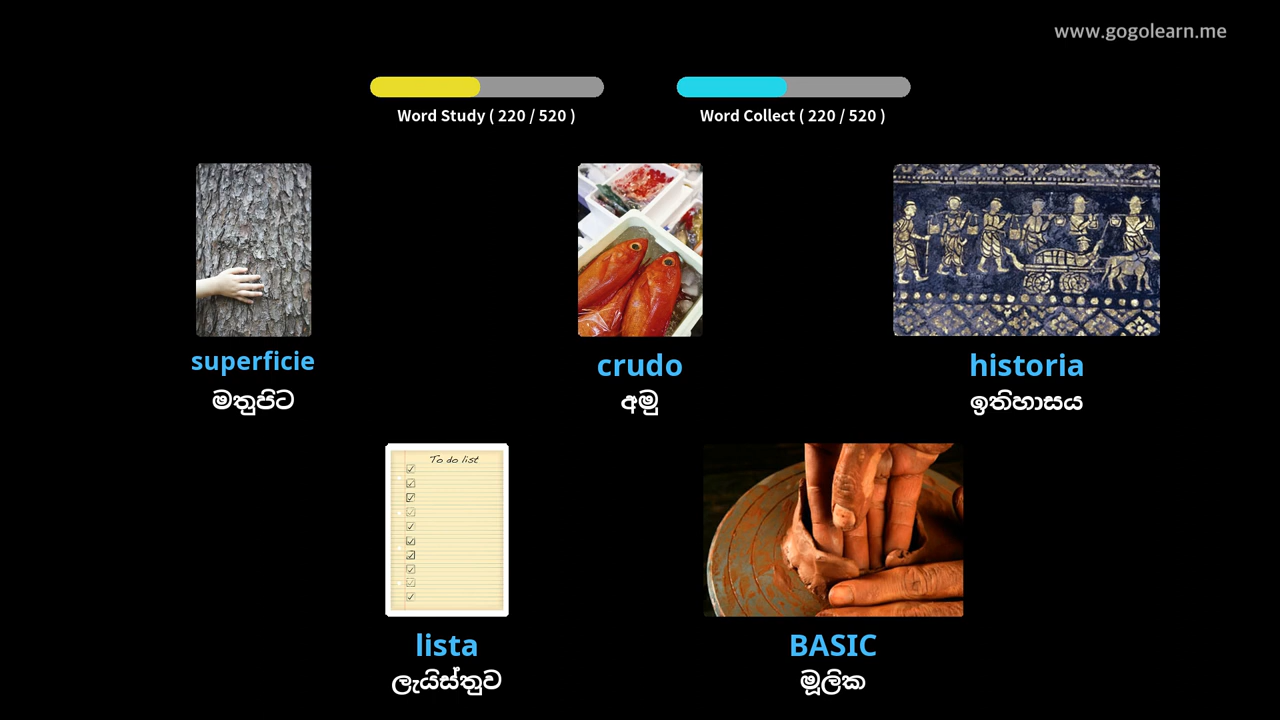 www.gogolearn.me
Word Study ( 220 / 520 )
Word Collect ( 220 / 520 )
superficie
මතුපිට
crudo
අමු
historia
ඉතිහාසය
To do list
lista
ලැයිස්තුව
BASIC
මූලික